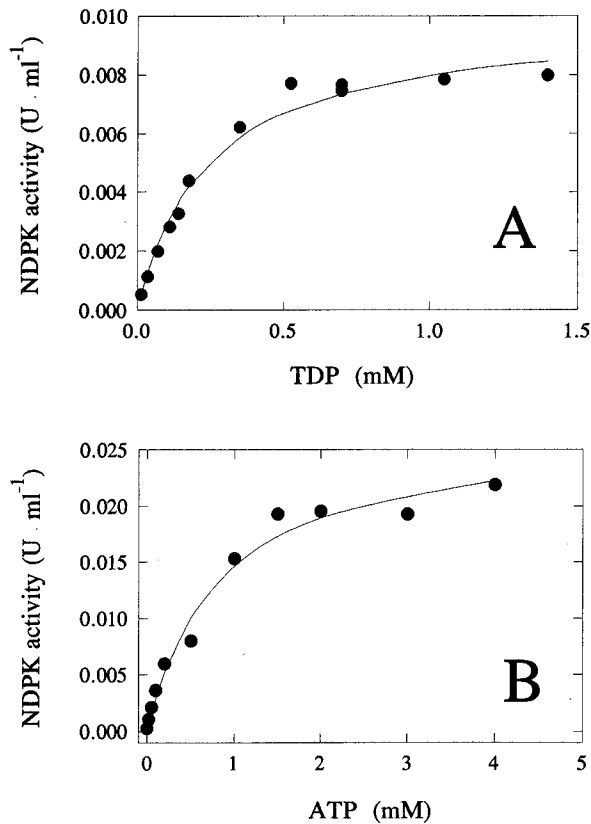 0.010
0.008
0.006
0.004
0.002
0.000
NDPK activity (U · ml⁻¹)
A
0.0 0.5 1.0 1.5
TDP (mM)
0.025
0.020
0.015
0.010
0.005
0.000
NDPK activity (U · ml⁻¹)
B
0 1 2 3 4 5
ATP (mM)